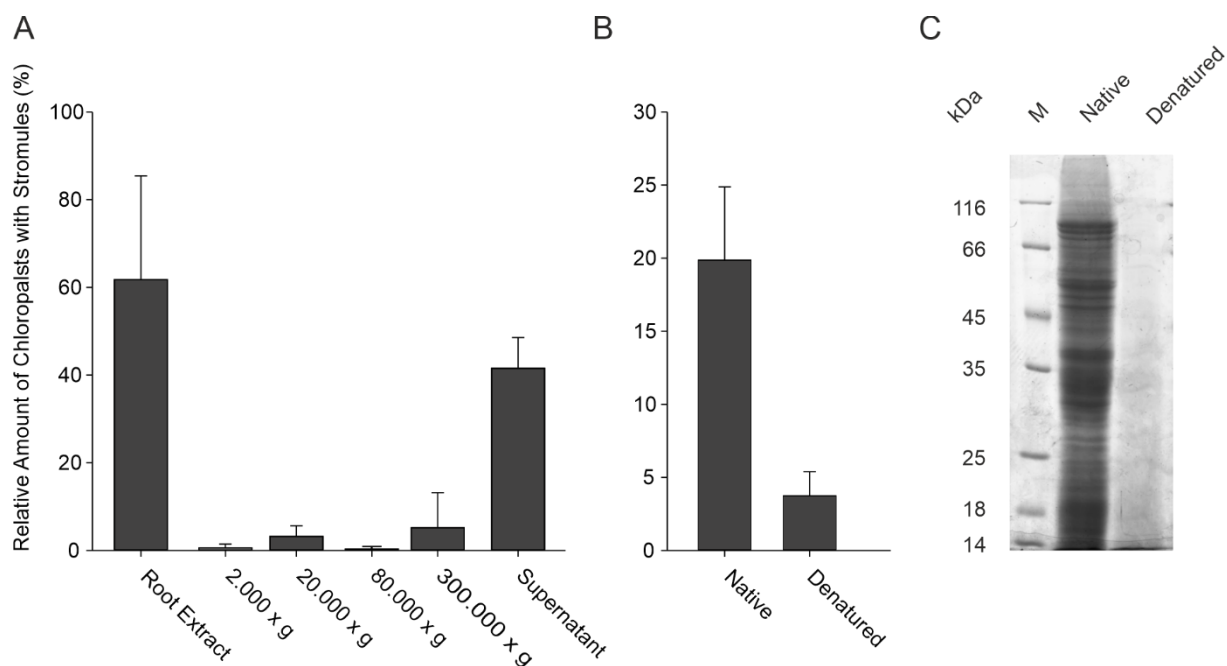 A
B
C
Relative Amount of Chloropalsts with Stromules (%)
100
80
60
40
20
0
Root Extract
2.000 x g
20.000 x g
80.000 x g
300.000 x g
Supernatant
30
25
20
15
10
5
0
Native
Denatured
kDa
M
Native
Denatured
116
66
45
35
25
18
14